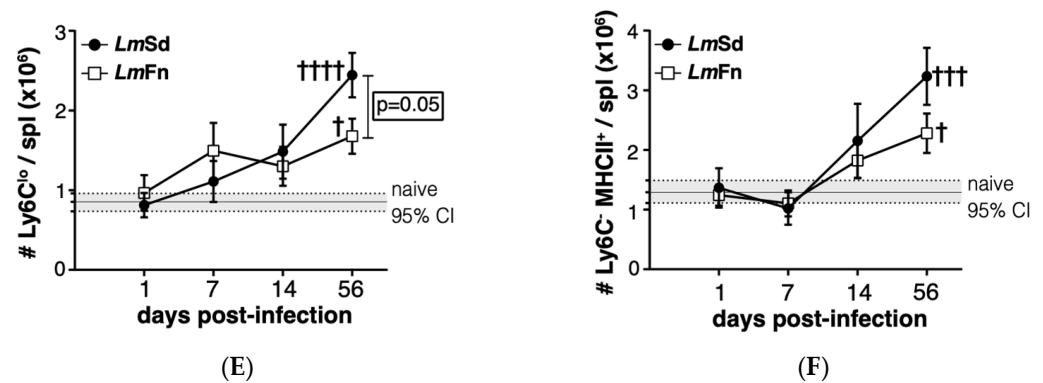 # Ly6Cˡᵒ / spl (x10⁶)
3
2
1
0
LmSd
LmFn
††††
†
p=0.05
naive
95% CI
1 7 14 56
days post-infection
(E)
# Ly6C⁻ MHCII⁺ / spl (x10⁶)
4
3
2
1
0
LmSd
LmFn
†††
†
naive
95% CI
1 7 14 56
days post-infection
(F)